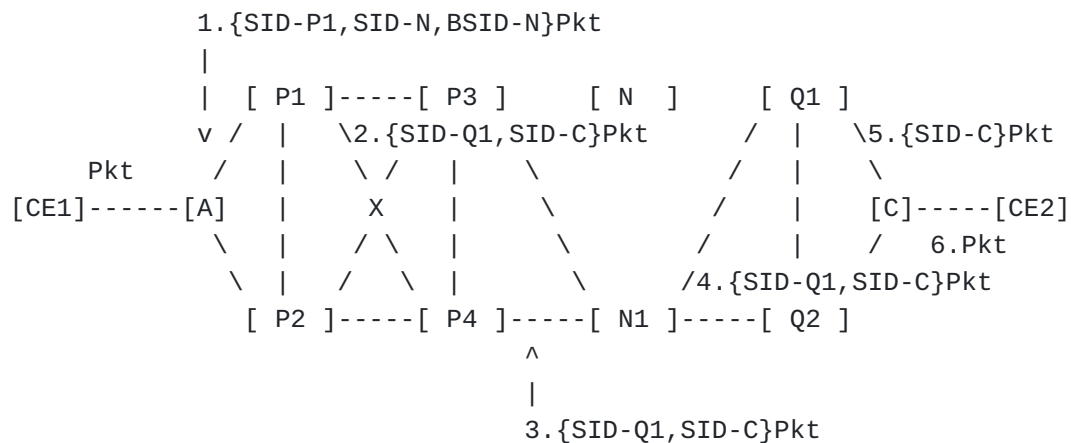 1.{SID-P1,SID-N,BSID-N}Pkt
            |
            |  [ P1 ]-----[ P3 ]     [ N  ]     [ Q1 ]
            v /  |   \2.{SID-Q1,SID-C}Pkt      /  |   \5.{SID-C}Pkt
     Pkt     /   |    \ /   |    \            /   |    \
[CE1]------[A]   |     X    |     \          /    |    [C]-----[CE2]
             \   |    / \   |      \        /     |    /   6.Pkt
              \  |   /   \  |       \      /4.{SID-Q1,SID-C}Pkt
               [ P2 ]-----[ P4 ]-----[ N1 ]-----[ Q2 ]
                                 ^
                                 |
                                 3.{SID-Q1,SID-C}Pkt